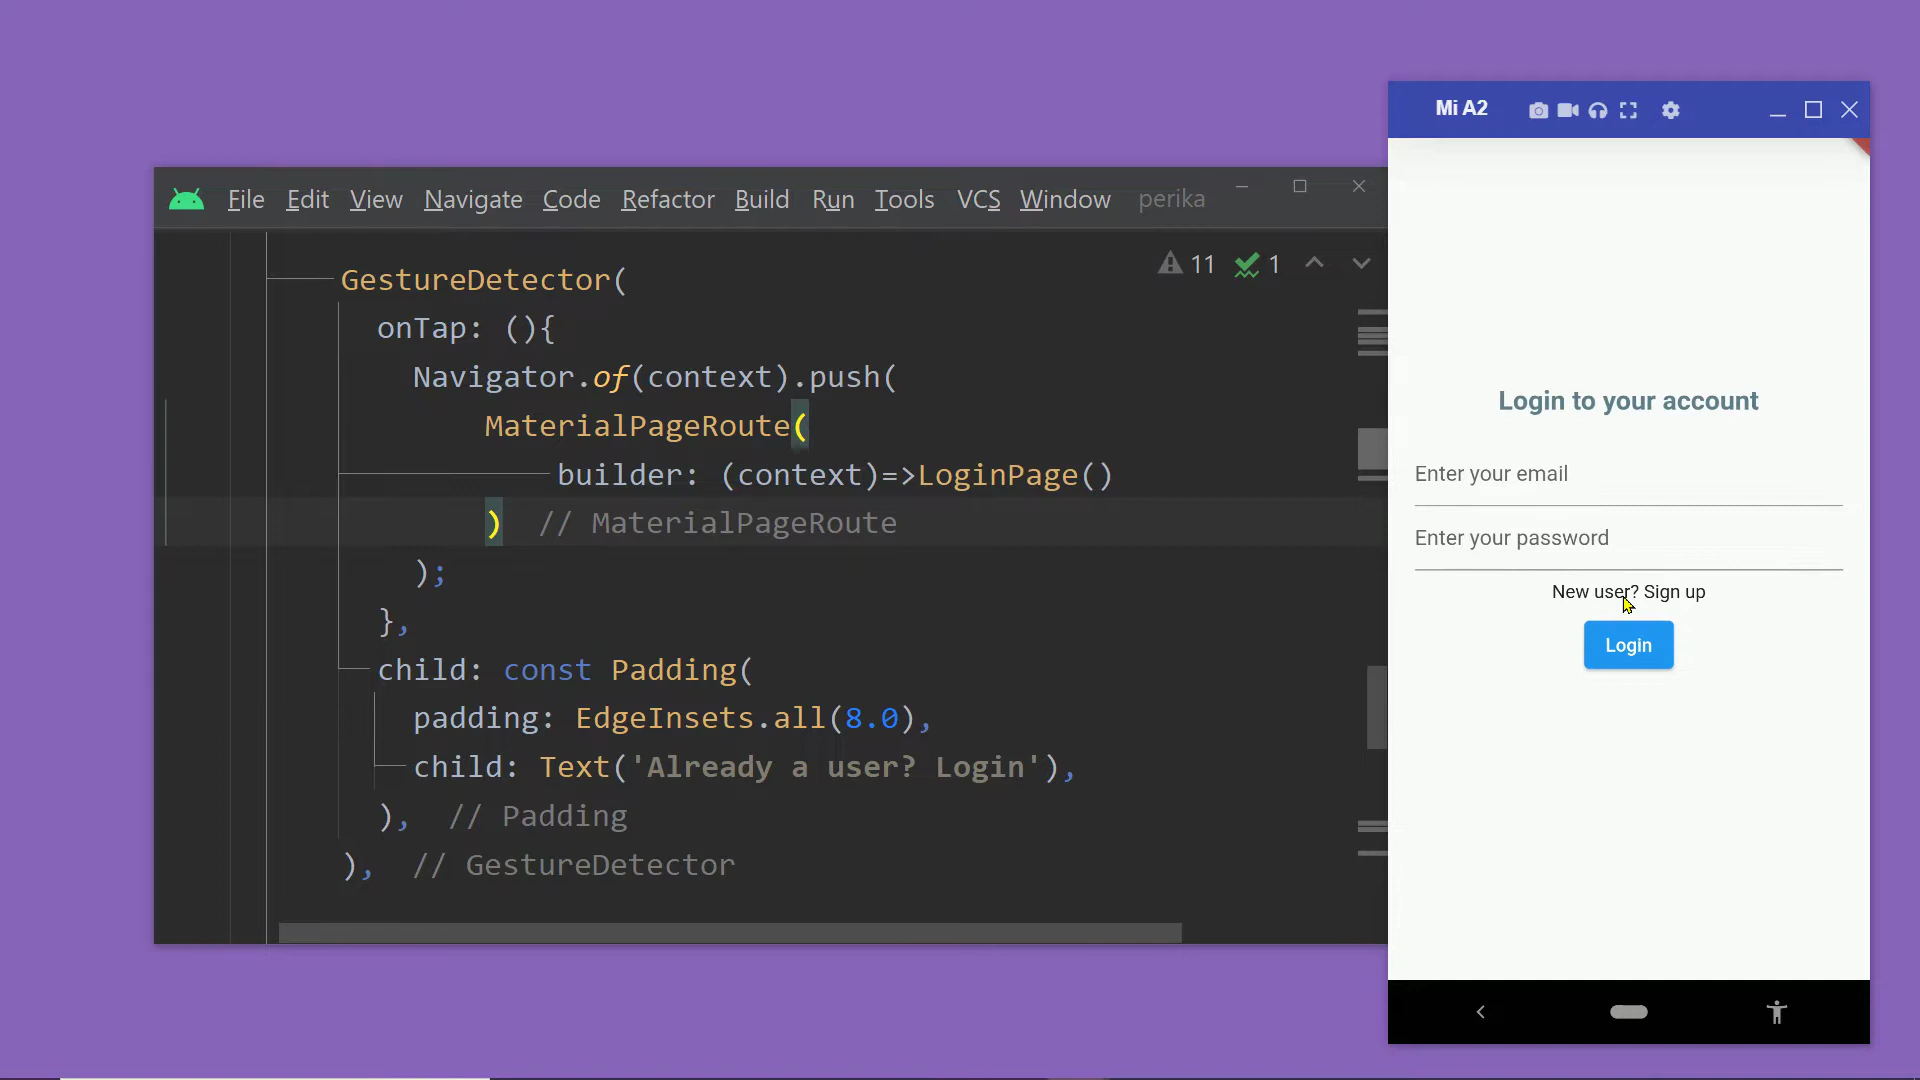 File Edit View Navigate Code Refactor Build Run Tools VCS Window perika
11 1
GestureDetector(
onTap: (){
Navigator.of(context).push(
MaterialPageRoute(
builder: (context)=>LoginPage()
) // MaterialPageRoute
);
},
child: const Padding(
padding: EdgeInsets.all(8.0),
child: Text('Already a user? Login'),
), // Padding
), // GestureDetector
Mi A2
Login to your account
Enter your email
Enter your password
New user? Sign up
Login